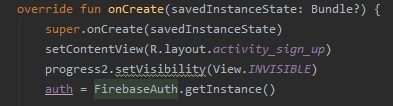 override fun onCreate(savedInstanceState: Bundle?) {
super.onCreate(savedInstanceState)
setContentView(R.layout.activity_sign_up)
progress2.setVisibility(View.INVISIBLE)
auth = FirebaseAuth.getInstance()